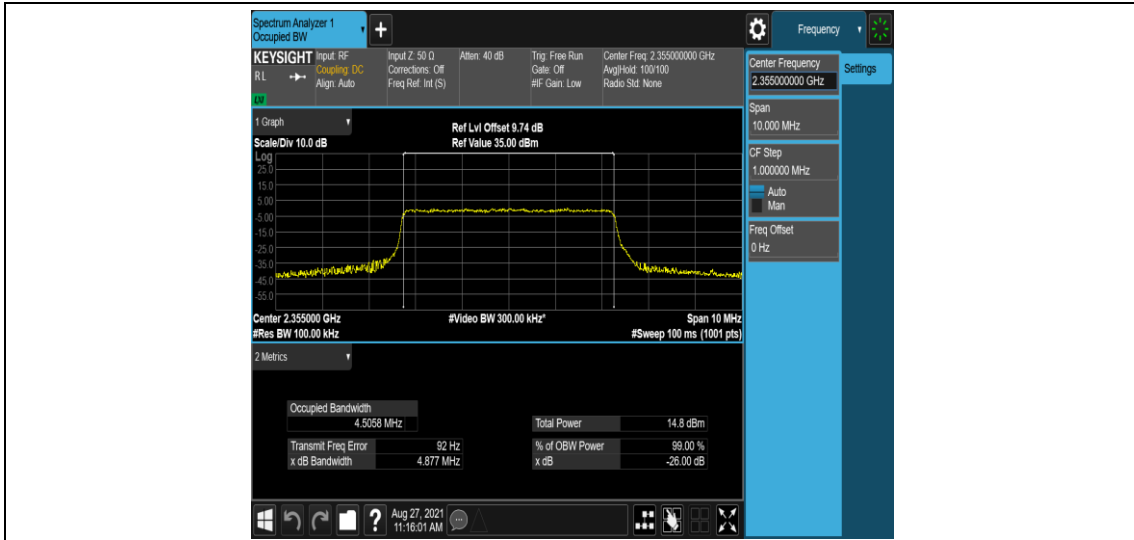 Spectrum Analyzer 1
Occupied BW
+
Frequency
KEYSIGHT
Input: RF
Coupling: DC
Align: Auto
RL
Input Z: 50 Ω
Corrections: Off
Freq Ref: Int (S)
Atten: 40 dB
Trig: Free Run
Gate: Off
#IF Gain: Low
Center Freq: 2.355000000 GHz
Avg|Hold: 100/100
Radio Std: None
Center Frequency
2.355000000 GHz
Settings
Span
10.000 MHz
CF Step
1.000000 MHz
Auto
Man
Freq Offset
0 Hz
1 Graph
Scale/Div 10.0 dB
Ref Lvl Offset 9.74 dB
Ref Value 35.00 dBm
Log
25.0
15.0
5.00
-5.00
-15.0
-25.0
-35.0
-45.0
-55.0
Center 2.355000 GHz
#Video BW 300.00 kHz*
Span 10 MHz
#Res BW 100.00 kHz
#Sweep 100 ms (1001 pts)
2 Metrics
Occupied Bandwidth
4.5058 MHz
Total Power 14.8 dBm
Transmit Freq Error 92 Hz
% of OBW Power 99.00 %
x dB Bandwidth 4.877 MHz
x dB -26.00 dB
?
Aug 27, 2021
11:16:01 AM